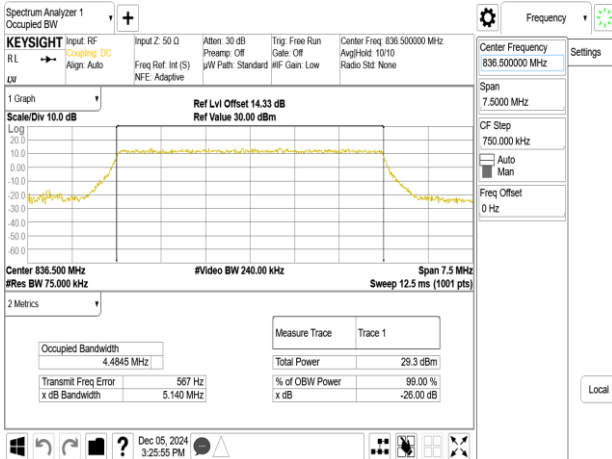 Spectrum Analyzer 1
Occupied BW
+
Frequency
KEYSIGHT
RL
LXI
Input: RF
Coupling: DC
Align: Auto
Input Z: 50 Ω
Freq Ref: Int (S)
NFE: Adaptive
Atten: 30 dB
Preamp: Off
µW Path: Standard
Trig: Free Run
Gate: Off
#IF Gain: Low
Center Freq: 836.500000 MHz
Avg|Hold: 10/10
Radio Std: None
Center Frequency
836.500000 MHz
Settings
Span
7.5000 MHz
CF Step
750.000 kHz
Auto
Man
Freq Offset
0 Hz
Local
1 Graph
Scale/Div 10.0 dB
Ref Lvl Offset 14.33 dB
Ref Value 30.00 dBm
Log
20.0
10.0
0.00
-10.0
-20.0
-30.0
-40.0
-50.0
-60.0
Center 836.500 MHz
#Video BW 240.00 kHz
Span 7.5 MHz
#Res BW 75.000 kHz
Sweep 12.5 ms (1001 pts)
2 Metrics
Measure Trace Trace 1
Occupied Bandwidth
4.4845 MHz
Total Power 29.3 dBm
Transmit Freq Error 567 Hz
% of OBW Power 99.00 %
x dB Bandwidth 5.140 MHz
x dB -26.00 dB
?
Dec 05, 2024
3:25:55 PM